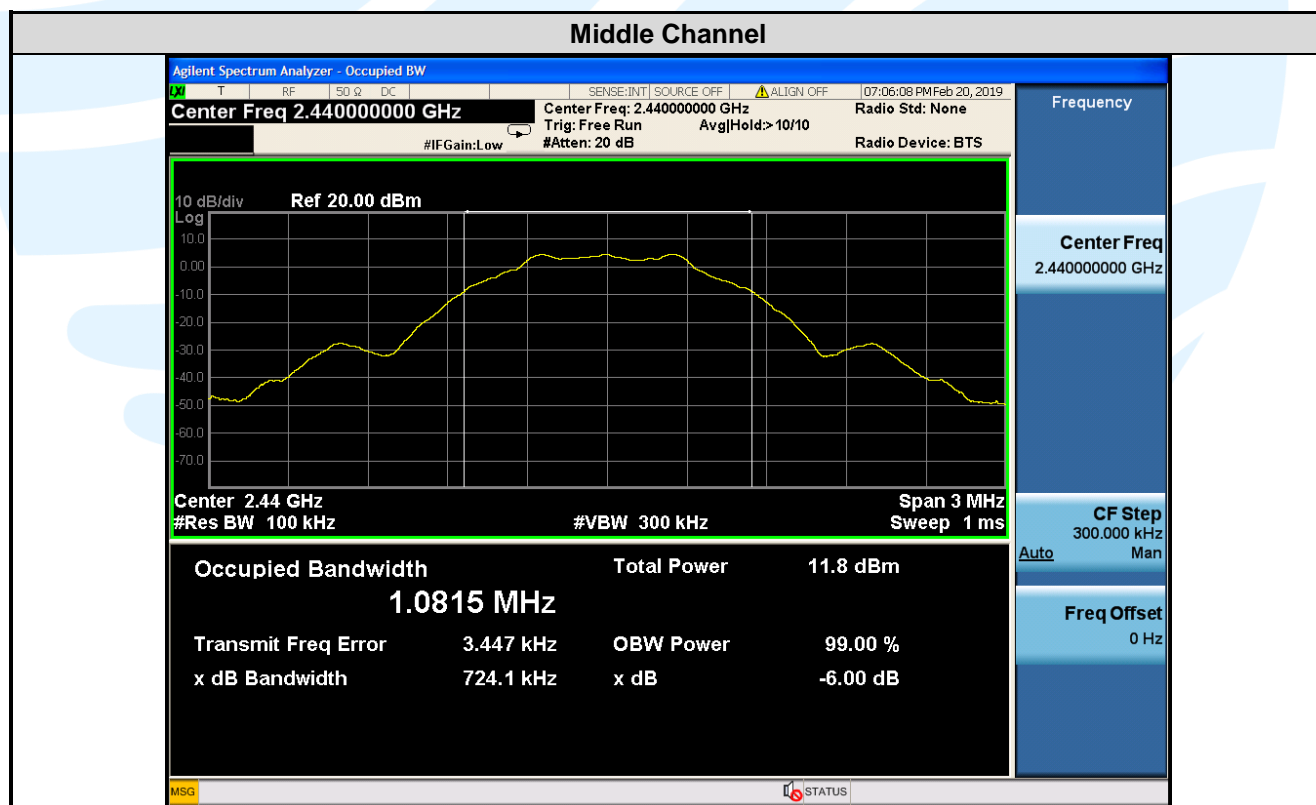 Middle Channel
Agilent Spectrum Analyzer - Occupied BW
LXI T RF 50 Ω DC SENSE:INT SOURCE OFF ALIGN OFF 07:06:08 PM Feb 20, 2019
Center Freq 2.440000000 GHz
Center Freq: 2.440000000 GHz Radio Std: None
Trig: Free Run Avg|Hold:> 10/10
#IFGain:Low #Atten: 20 dB Radio Device: BTS
10 dB/div Ref 20.00 dBm
Log
10.0
0.00
-10.0
-20.0
-30.0
-40.0
-50.0
-60.0
-70.0
Center 2.44 GHz Span 3 MHz
#Res BW 100 kHz #VBW 300 kHz Sweep 1 ms
Occupied Bandwidth Total Power 11.8 dBm
1.0815 MHz
Transmit Freq Error 3.447 kHz OBW Power 99.00 %
x dB Bandwidth 724.1 kHz x dB -6.00 dB
MSG STATUS
Frequency
Center Freq
2.440000000 GHz
CF Step
300.000 kHz
Auto Man
Freq Offset
0 Hz